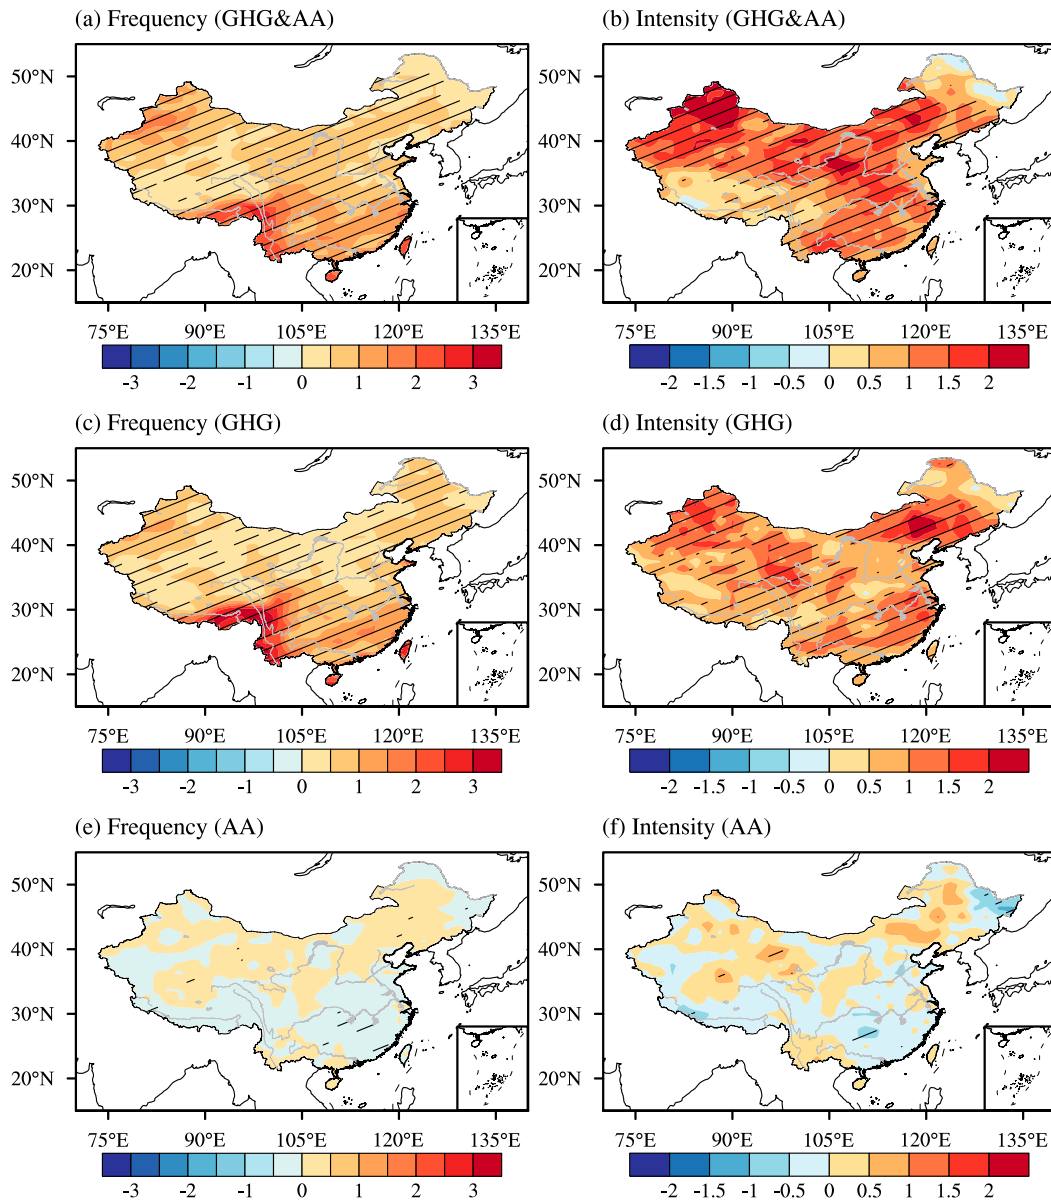 (a) Frequency (GHG&AA)
(b) Intensity (GHG&AA)
50°N
40°N
30°N
20°N
50°N
40°N
30°N
20°N
75°E 90°E 105°E 120°E 135°E
75°E 90°E 105°E 120°E 135°E
-3 -2 -1 0 1 2 3
-2 -1.5 -1 -0.5 0 0.5 1 1.5 2
(c) Frequency (GHG)
(d) Intensity (GHG)
50°N
40°N
30°N
20°N
50°N
40°N
30°N
20°N
75°E 90°E 105°E 120°E 135°E
75°E 90°E 105°E 120°E 135°E
-3 -2 -1 0 1 2 3
-2 -1.5 -1 -0.5 0 0.5 1 1.5 2
(e) Frequency (AA)
(f) Intensity (AA)
50°N
40°N
30°N
20°N
50°N
40°N
30°N
20°N
75°E 90°E 105°E 120°E 135°E
75°E 90°E 105°E 120°E 135°E
-3 -2 -1 0 1 2 3
-2 -1.5 -1 -0.5 0 0.5 1 1.5 2